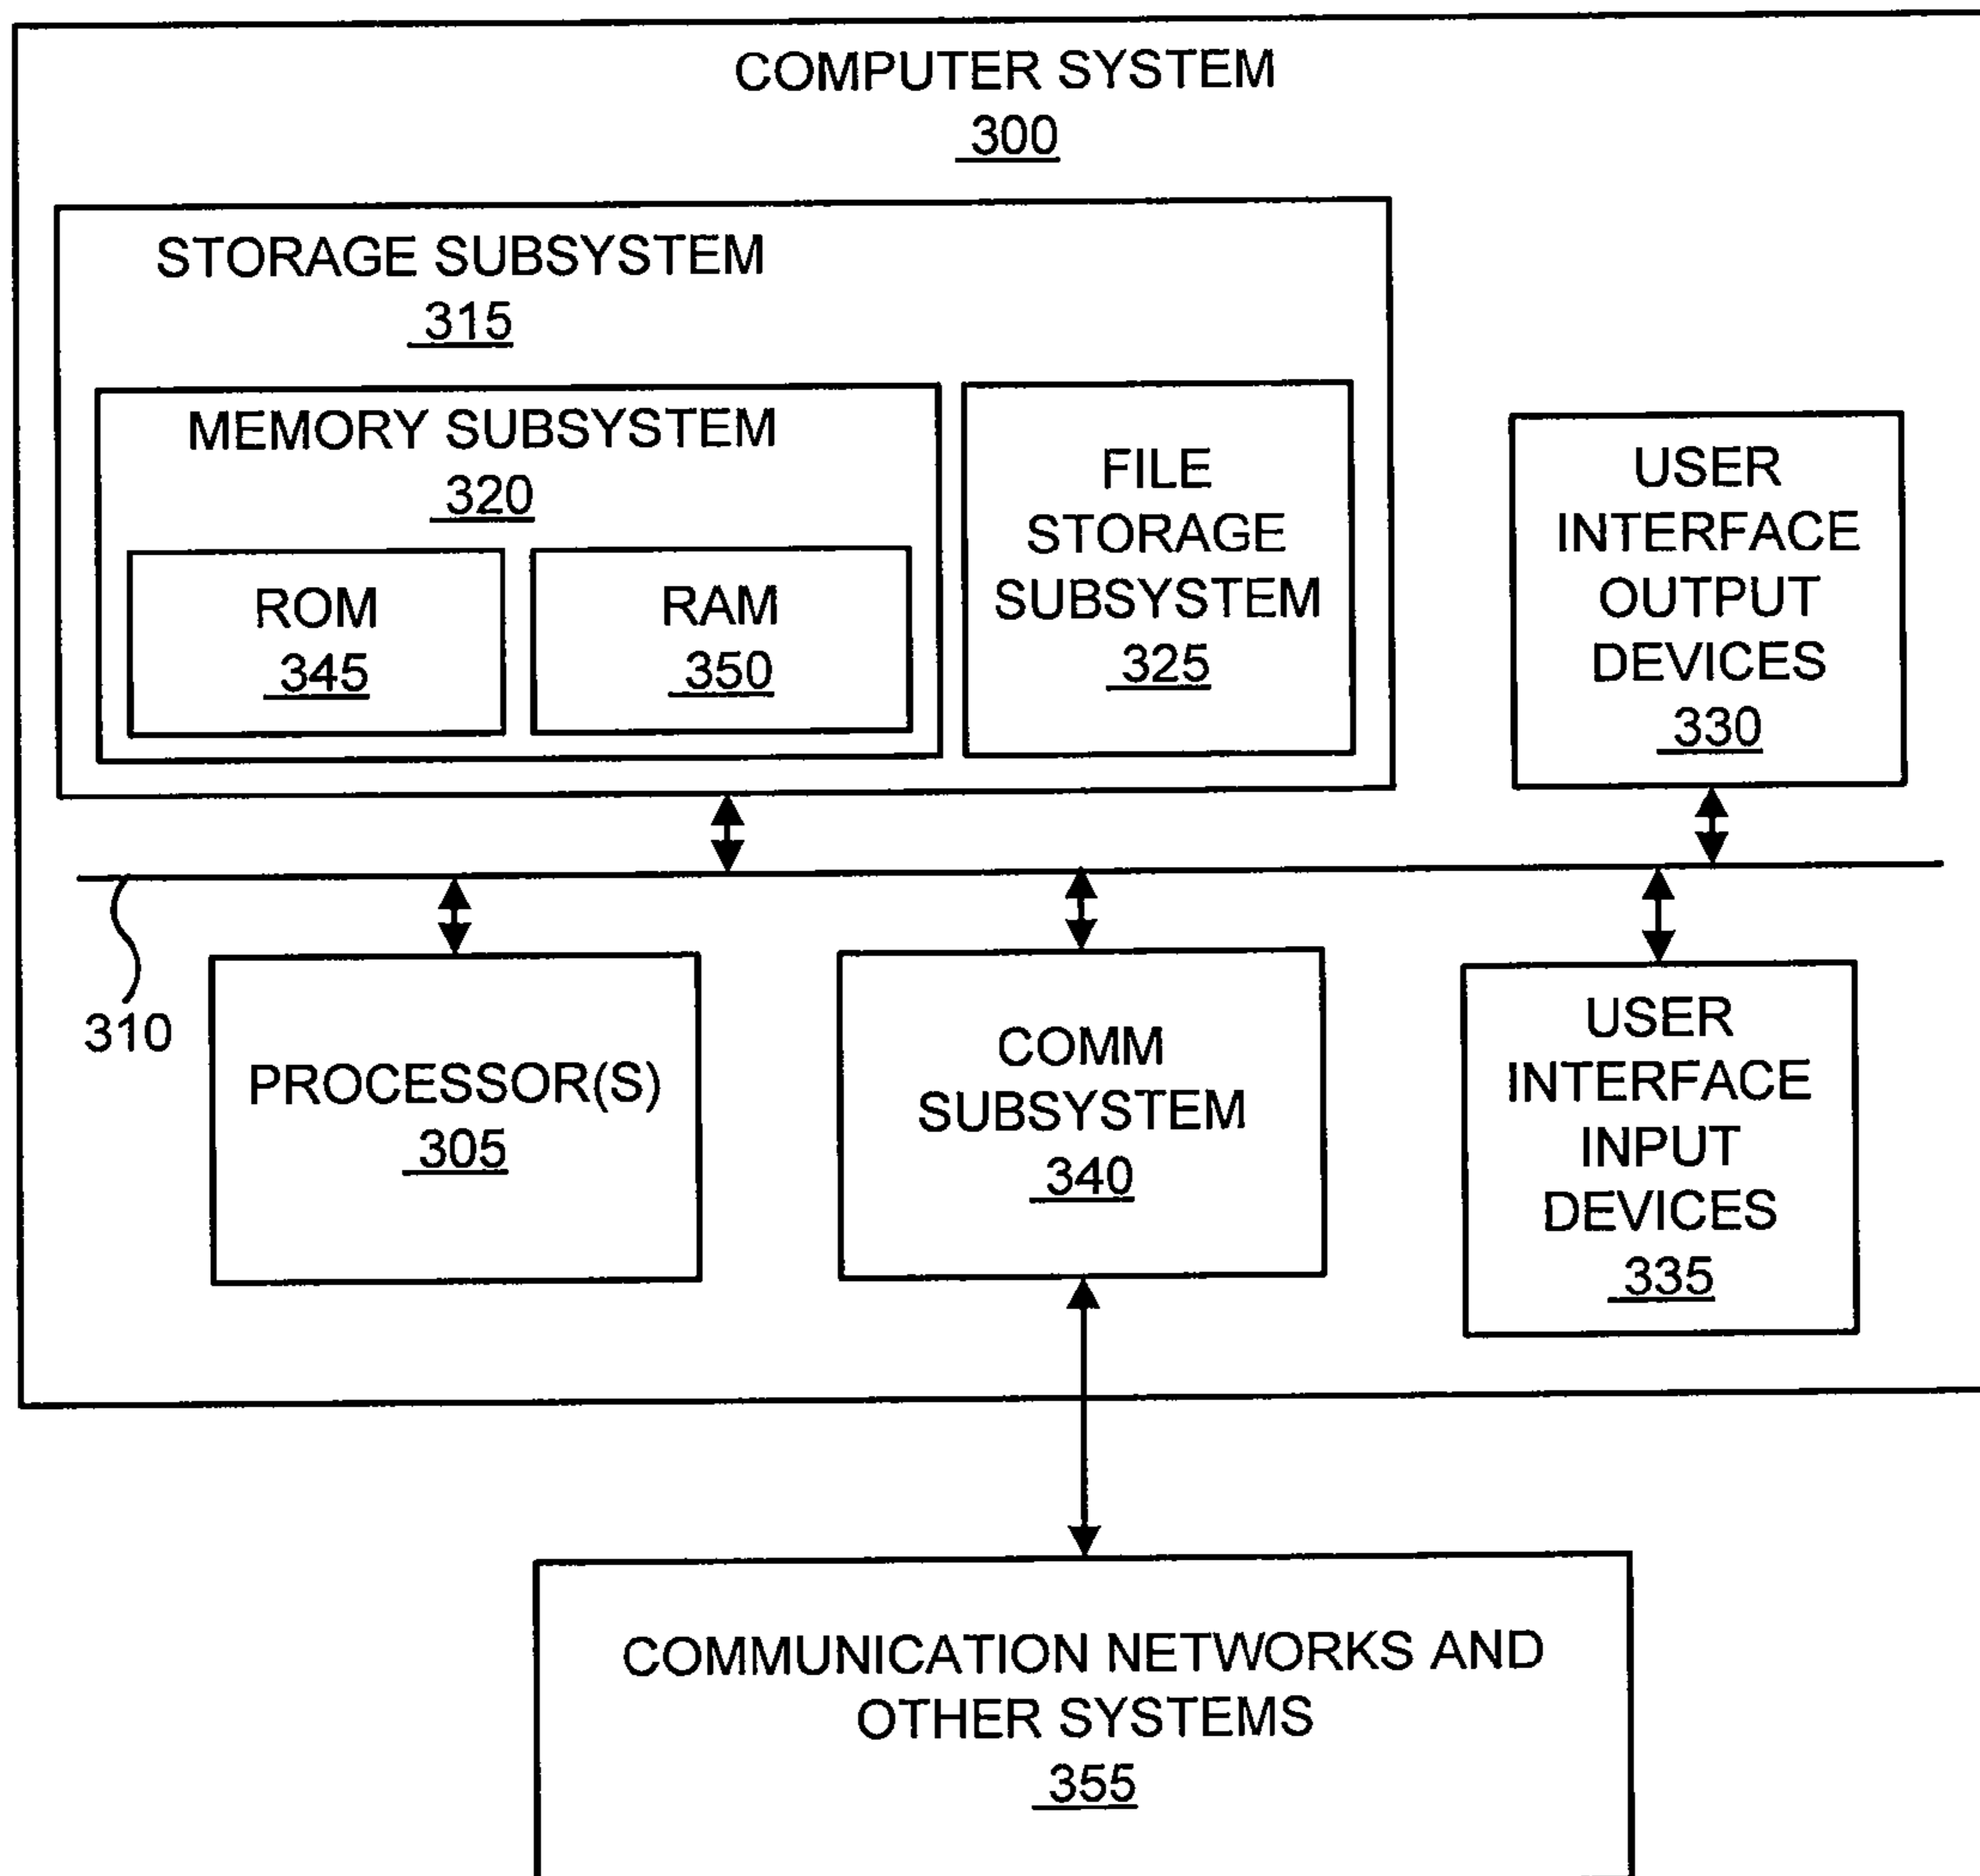 COMPUTER SYSTEM
300
STORAGE SUBSYSTEM
315
MEMORY SUBSYSTEM
320
ROM
345
RAM
350
FILE
STORAGE
SUBSYSTEM
325
USER
INTERFACE
OUTPUT
DEVICES
330
310
PROCESSOR(S)
305
COMM
SUBSYSTEM
340
USER
INTERFACE
INPUT
DEVICES
335
COMMUNICATION NETWORKS AND
OTHER SYSTEMS
355